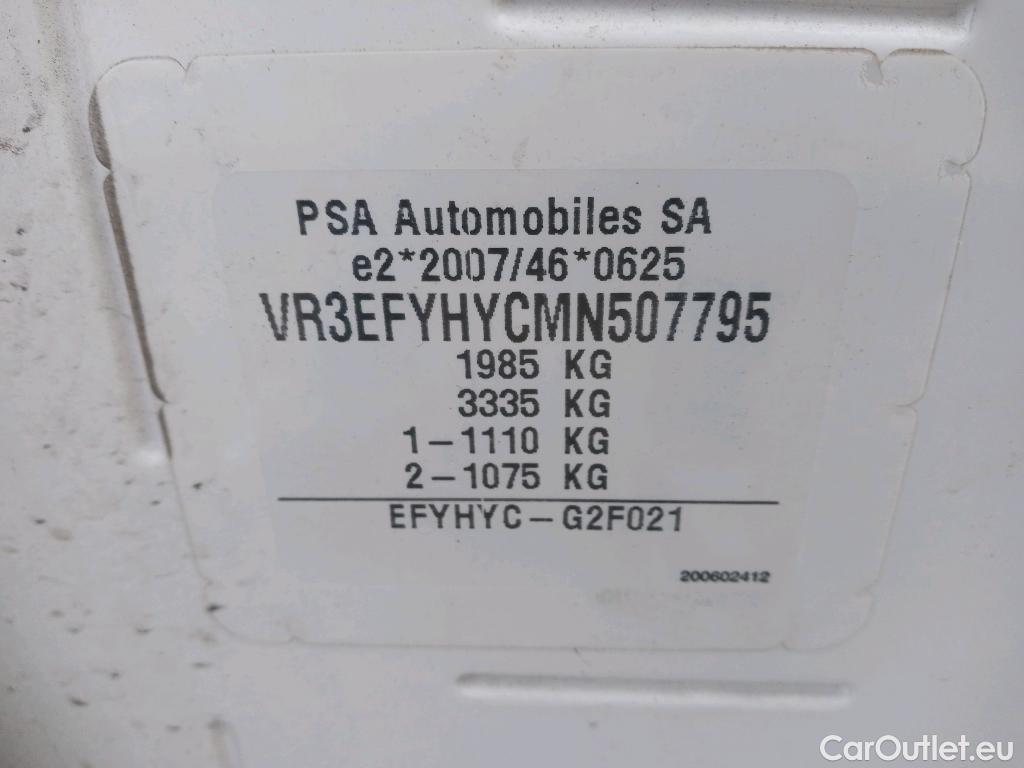 PSA Automobiles SA
e2*2007/46*0625
VR3EFYHYCMN507795
1985 KG
3335 KG
1-1110 KG
2-1075 KG
EFYHYC-G2F021
200602412
CarOutlet.eu